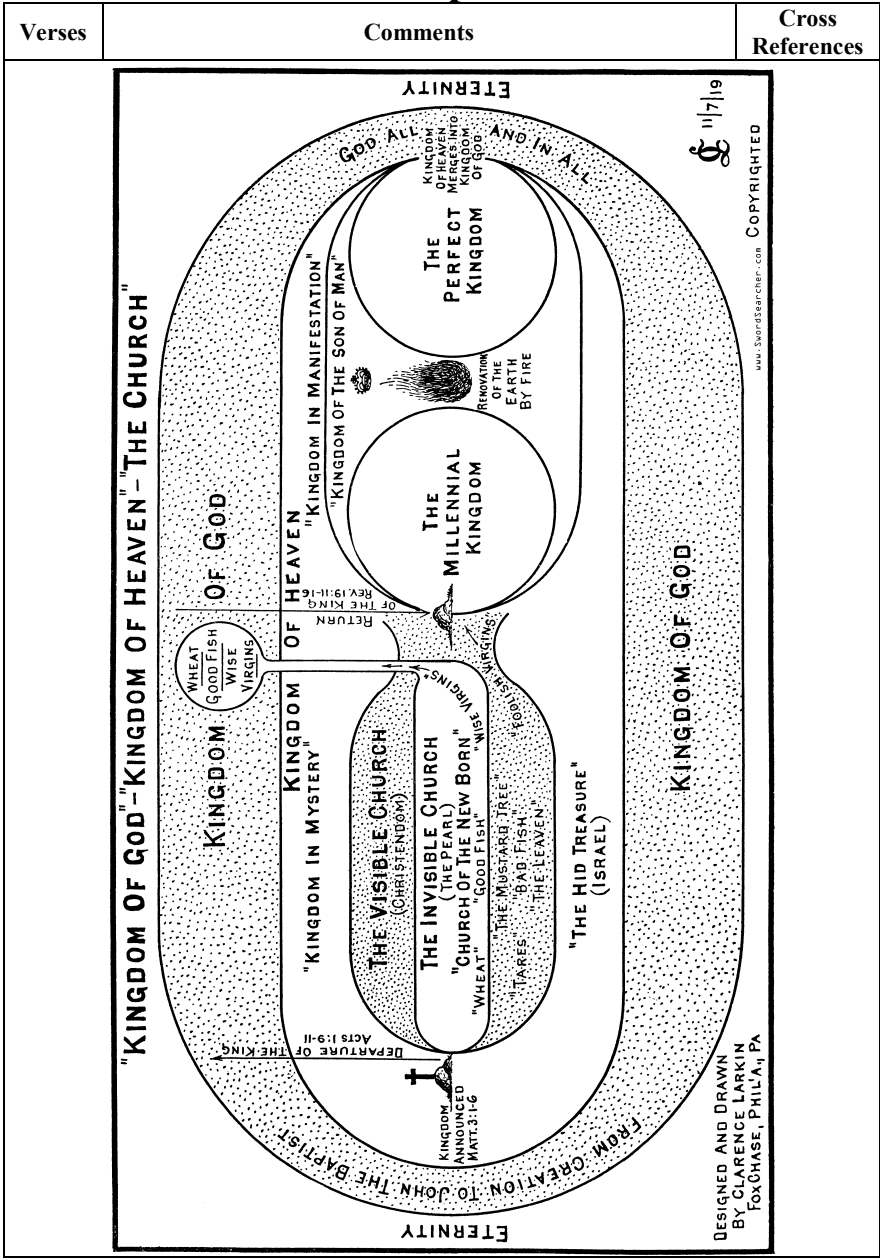 Verses
Comments
Cross
References
"KINGDOM OF GOD"-"KINGDOM OF HEAVEN"-"THE CHURCH"
ETERNITY
FROM CREATION TO JOHN THE BAPTIST
KINGDOM OF GOD
KINGDOM OF HEAVEN
"KINGDOM IN MYSTERY"
"KINGDOM IN MANIFESTATION"
"KINGDOM OF THE SON OF MAN"
WHEAT
GOOD FISH
WISE
VIRGINS
DEPARTURE OF THE KING
ACTS 1:9-11
KINGDOM
ANNOUNCED
MATT. 3:1-6
THE VISIBLE CHURCH
(CHRISTENDOM)
THE INVISIBLE CHURCH
(THE PEARL)
"CHURCH OF THE NEW BORN"
"WHEAT" "GOOD FISH" "WISE VIRGINS"
"THE MUSTARD TREE" "FOOLISH VIRGINS"
"TARES" "BAD FISH"
"THE LEAVEN"
"THE HID TREASURE"
(ISRAEL)
RETURN
OF THE KING
REV. 19:11-16
THE
MILLENNIAL
KINGDOM
RENOVATION
OF THE
EARTH
BY FIRE
THE
PERFECT
KINGDOM
KINGDOM
OF HEAVEN
MERGES INTO
KINGDOM
OF GOD
GOD ALL AND IN ALL
ETERNITY
KINGDOM OF GOD
DESIGNED AND DRAWN
BY CLARENCE LARKIN
FOX CHASE, PHIL'A., PA
www.SwordSearcher.com
COPYRIGHTED
11/7/19